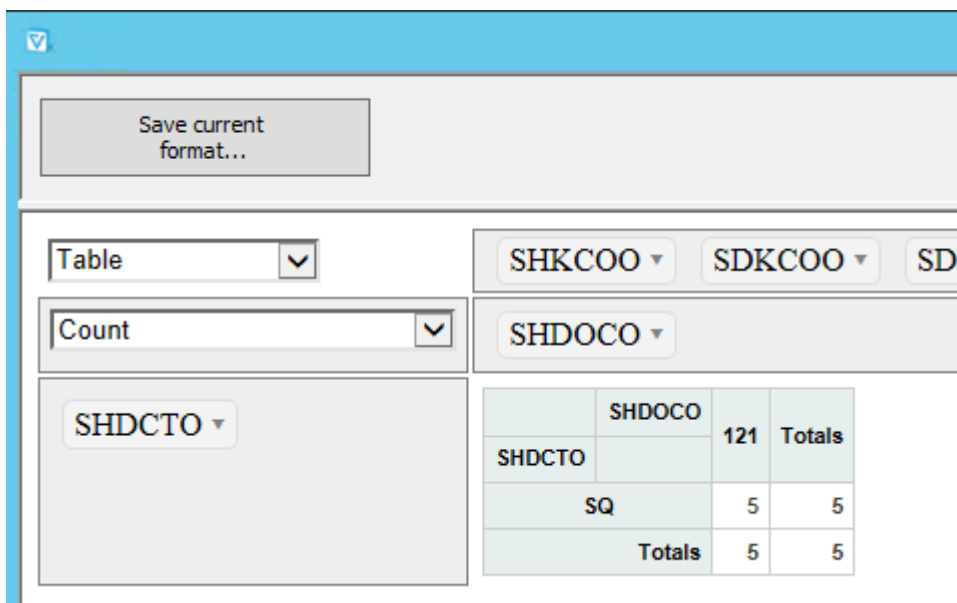 Save current
format...
Table
SHKCOO SDKCOO SD
Count
SHDOCO
SHDCTO
SHDOCO 121 Totals
SHDCTO
SQ 5 5
Totals 5 5